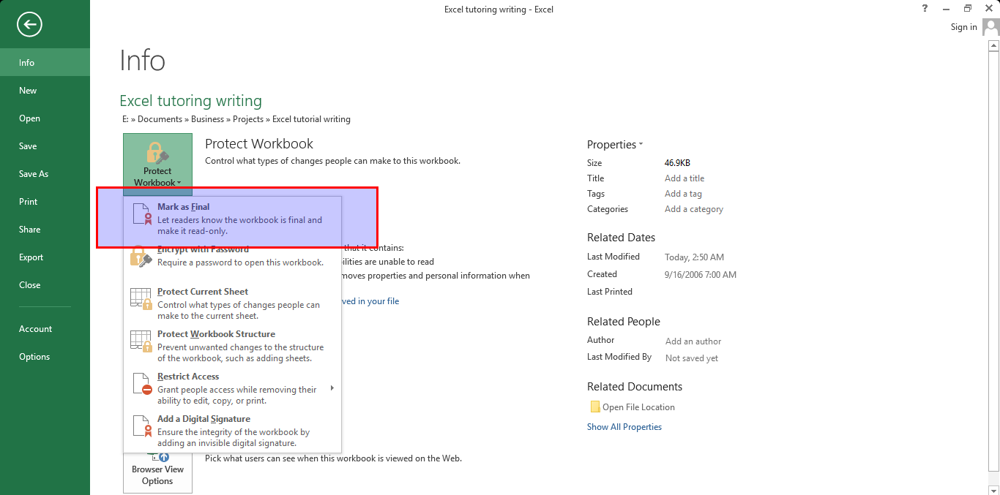 Excel tutoring writing - Excel
?
Sign in
Info
New
Open
Save
Save As
Print
Share
Export
Close
Account
Options
Info
Excel tutoring writing
E: » Documents » Business » Projects » Excel tutorial writing
Protect
Workbook
Protect Workbook
Control what types of changes people can make to this workbook.
Mark as Final
Let readers know the workbook is final and
make it read-only.
Encrypt with Password
Require a password to open this workbook.
Protect Current Sheet
Control what types of changes people can
make to the current sheet.
Protect Workbook Structure
Prevent unwanted changes to the structure
of the workbook, such as adding sheets.
Restrict Access
Grant people access while removing their
ability to edit, copy, or print.
Add a Digital Signature
Ensure the integrity of the workbook by
adding an invisible digital signature.
that it contains:
bilities are unable to read
moves properties and personal information when
ved in your file
Browser View
Options
Pick what users can see when this workbook is viewed on the Web.
Properties
Size 46.9KB
Title Add a title
Tags Add a tag
Categories Add a category
Related Dates
Last Modified Today, 2:50 AM
Created 9/16/2006 7:00 AM
Last Printed
Related People
Author Add an author
Last Modified By Not saved yet
Related Documents
Open File Location
Show All Properties